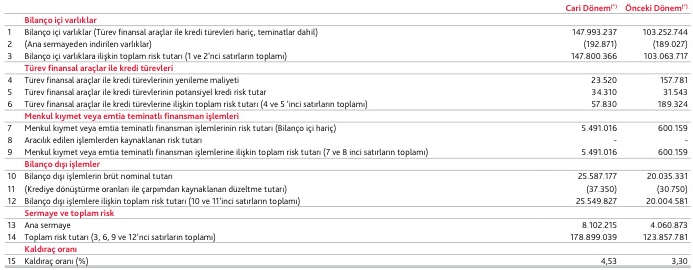 Cari Dönem(*) Önceki Dönem(*)
Bilanço içi varlıklar
1 Bilanço içi varlıklar (Türev finansal araçlar ile kredi türevleri hariç, teminatlar dahil) 147.993.237 103.252.744
2 (Ana sermayeden indirilen varlıklar) (192.871) (189.027)
3 Bilanço içi varlıklara ilişkin toplam risk tutarı (1 ve 2'nci satırların toplamı) 147.800.366 103.063.717
Türev finansal araçlar ile kredi türevleri
4 Türev finansal araçlar ile kredi türevlerinin yenileme maliyeti 23.520 157.781
5 Türev finansal araçlar ile kredi türevlerinin potansiyel kredi risk tutar 34.310 31.543
6 Türev finansal araçlar ile kredi türevlerine ilişkin toplam risk tutarı (4 ve 5 'inci satırların toplamı) 57.830 189.324
Menkul kıymet veya emtia teminatlı finansman işlemleri
7 Menkul kıymet veya emtia teminatlı finansman işlemlerinin risk tutarı (Bilanço içi hariç) 5.491.016 600.159
8 Aracılık edilen işlemlerden kaynaklanan risk tutarı - -
9 Menkul kıymet veya emtia teminatlı finansman işlemlerine ilişkin toplam risk tutarı (7 ve 8 inci satırların toplamı) 5.491.016 600.159
Bilanço dışı işlemler
10 Bilanço dışı işlemlerin brüt nominal tutarı 25.587.177 20.035.331
11 (Krediye dönüştürme oranları ile çarpımdan kaynaklanan düzeltme tutarı) (37.350) (30.750)
12 Bilanço dışı işlemlere ilişkin toplam risk tutarı (10 ve 11'inci satırların toplamı) 25.549.827 20.004.581
Sermaye ve toplam risk
13 Ana sermaye 8.102.215 4.060.873
14 Toplam risk tutarı (3, 6, 9 ve 12'nci satırların toplamı) 178.899.039 123.857.781
Kaldıraç oranı
15 Kaldıraç oranı (%) 4,53 3,30